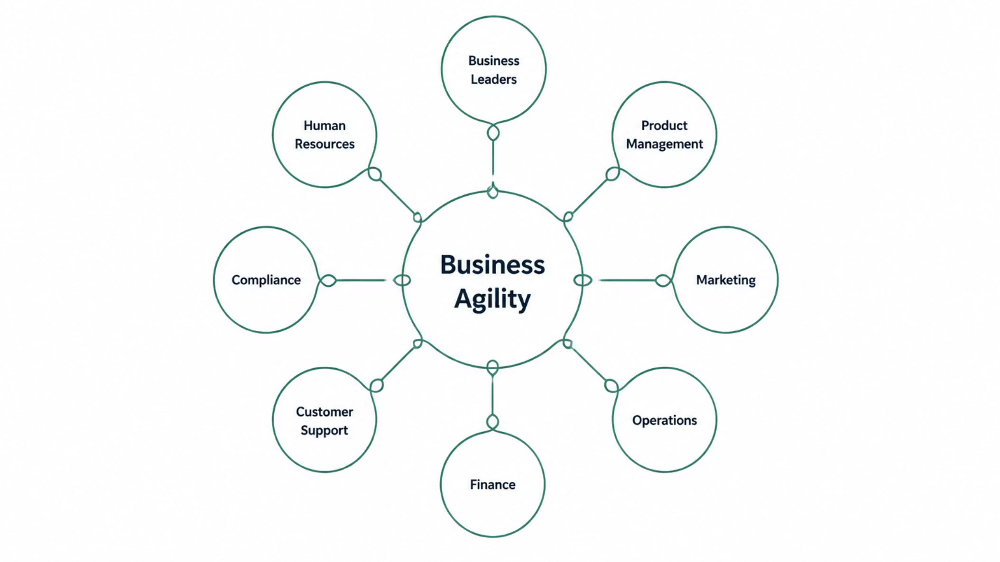 Business
Leaders
Human
Resources
Product
Management
Compliance
Business
Agility
Marketing
Customer
Support
Operations
Finance